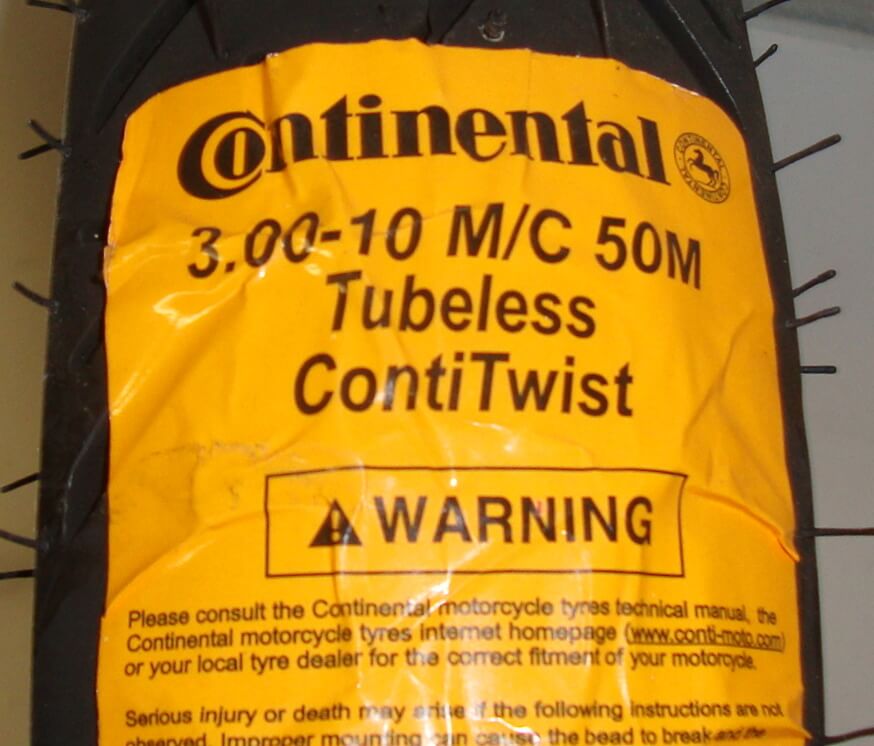 Continental
3.00-10 M/C 50M
Tubeless
ContiTwist
WARNING
Please consult the Continental motorcycle tyres technical manual, the
Continental motorcycle tyres internet homepage (www.conti-moto.com)
or your local tyre dealer for the correct fitment of your motorcycle.
Serious injury or death may arise if the following instructions are not
observed. Improper mounting can cause the bead to break and the